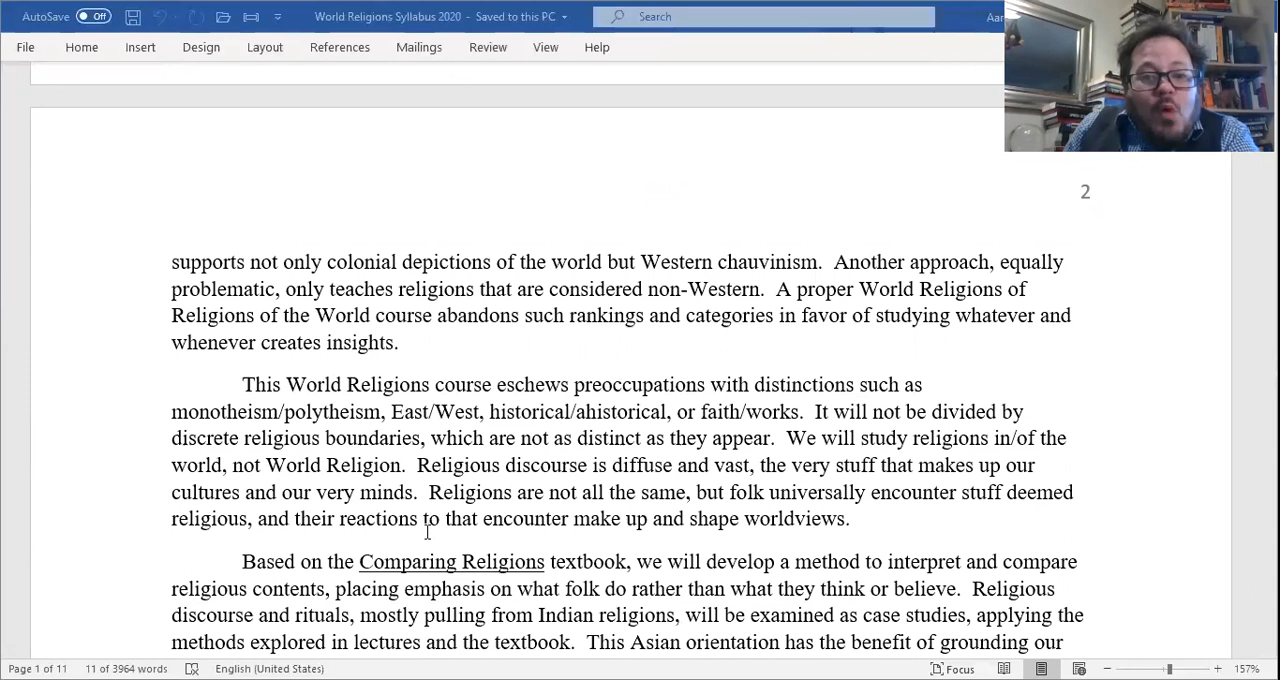 AutoSave Off World Religions Syllabus 2020 - Saved to this PC Search Aar
File Home Insert Design Layout References Mailings Review View Help
2
supports not only colonial depictions of the world but Western chauvinism. Another approach, equally
problematic, only teaches religions that are considered non-Western. A proper World Religions of
Religions of the World course abandons such rankings and categories in favor of studying whatever and
whenever creates insights.
This World Religions course eschews preoccupations with distinctions such as
monotheism/polytheism, East/West, historical/ahistorical, or faith/works. It will not be divided by
discrete religious boundaries, which are not as distinct as they appear. We will study religions in/of the
world, not World Religion. Religious discourse is diffuse and vast, the very stuff that makes up our
cultures and our very minds. Religions are not all the same, but folk universally encounter stuff deemed
religious, and their reactions to that encounter make up and shape worldviews.
Based on the Comparing Religions textbook, we will develop a method to interpret and compare
religious contents, placing emphasis on what folk do rather than what they think or believe. Religious
discourse and rituals, mostly pulling from Indian religions, will be examined as case studies, applying the
methods explored in lectures and the textbook. This Asian orientation has the benefit of grounding our
Page 1 of 11 11 of 3964 words English (United States) Focus 157%